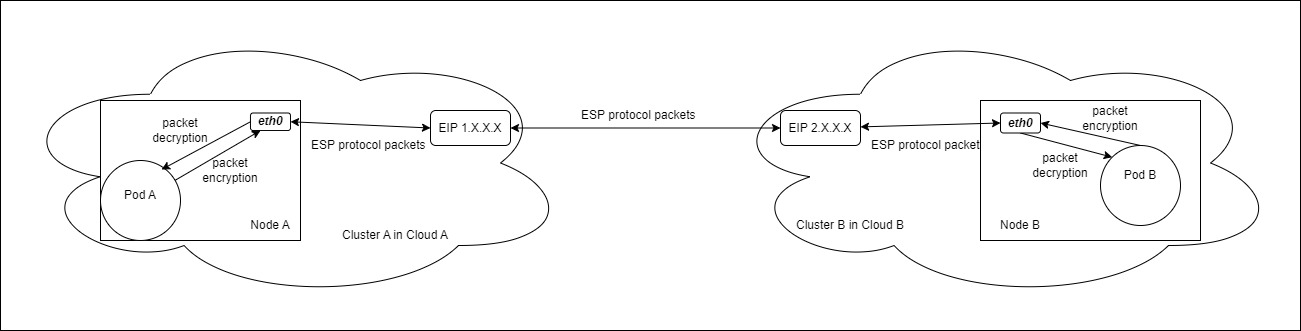 packet
decryption
eth0
packet
encryption
Pod A
Node A
ESP protocol packets
EIP 1.X.X.X
Cluster A in Cloud A
ESP protocol packets
EIP 2.X.X.X
ESP protocol packet
Cluster B in Cloud B
eth0
packet
encryption
packet
decryption
Pod B
Node B